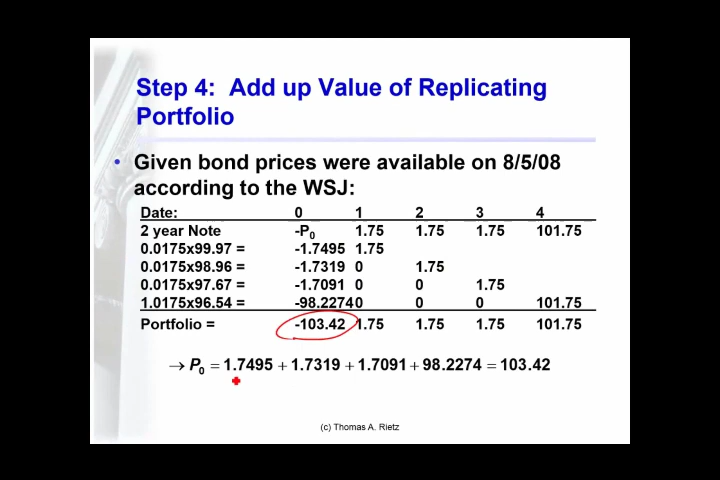 Step 4: Add up Value of Replicating
Portfolio
• Given bond prices were available on 8/5/08
according to the WSJ:
Date: 0 1 2 3 4
2 year Note -P0 1.75 1.75 1.75 101.75
0.0175x99.97 = -1.7495 1.75
0.0175x98.96 = -1.7319 0 1.75
0.0175x97.67 = -1.7091 0 0 1.75
1.0175x96.54 = -98.2274 0 0 0 101.75
Portfolio = -103.42 1.75 1.75 1.75 101.75
→ P0 = 1.7495 + 1.7319 + 1.7091 + 98.2274 = 103.42
(c) Thomas A. Rietz